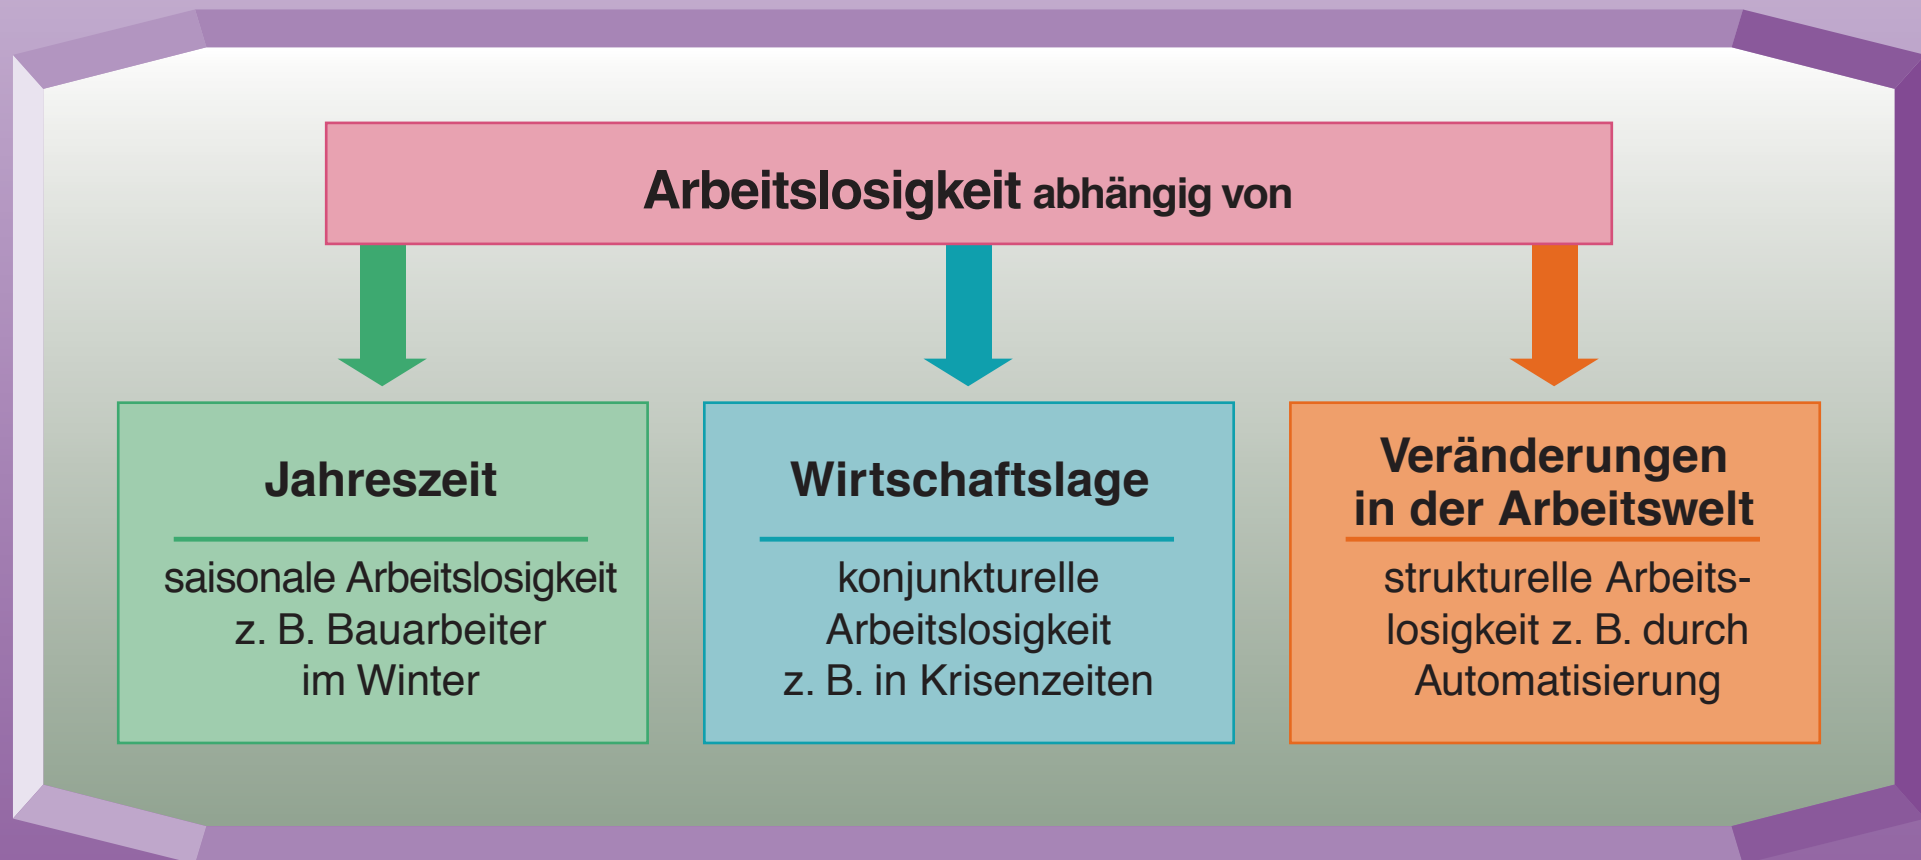 Arbeitslosigkeit abhängig von
Jahreszeit
saisonale Arbeitslosigkeit
z. B. Bauarbeiter
im Winter
Wirtschaftslage
konjunkturelle
Arbeitslosigkeit
z. B. in Krisenzeiten
Veränderungen
in der Arbeitswelt
strukturelle Arbeits-
losigkeit z. B. durch
Automatisierung